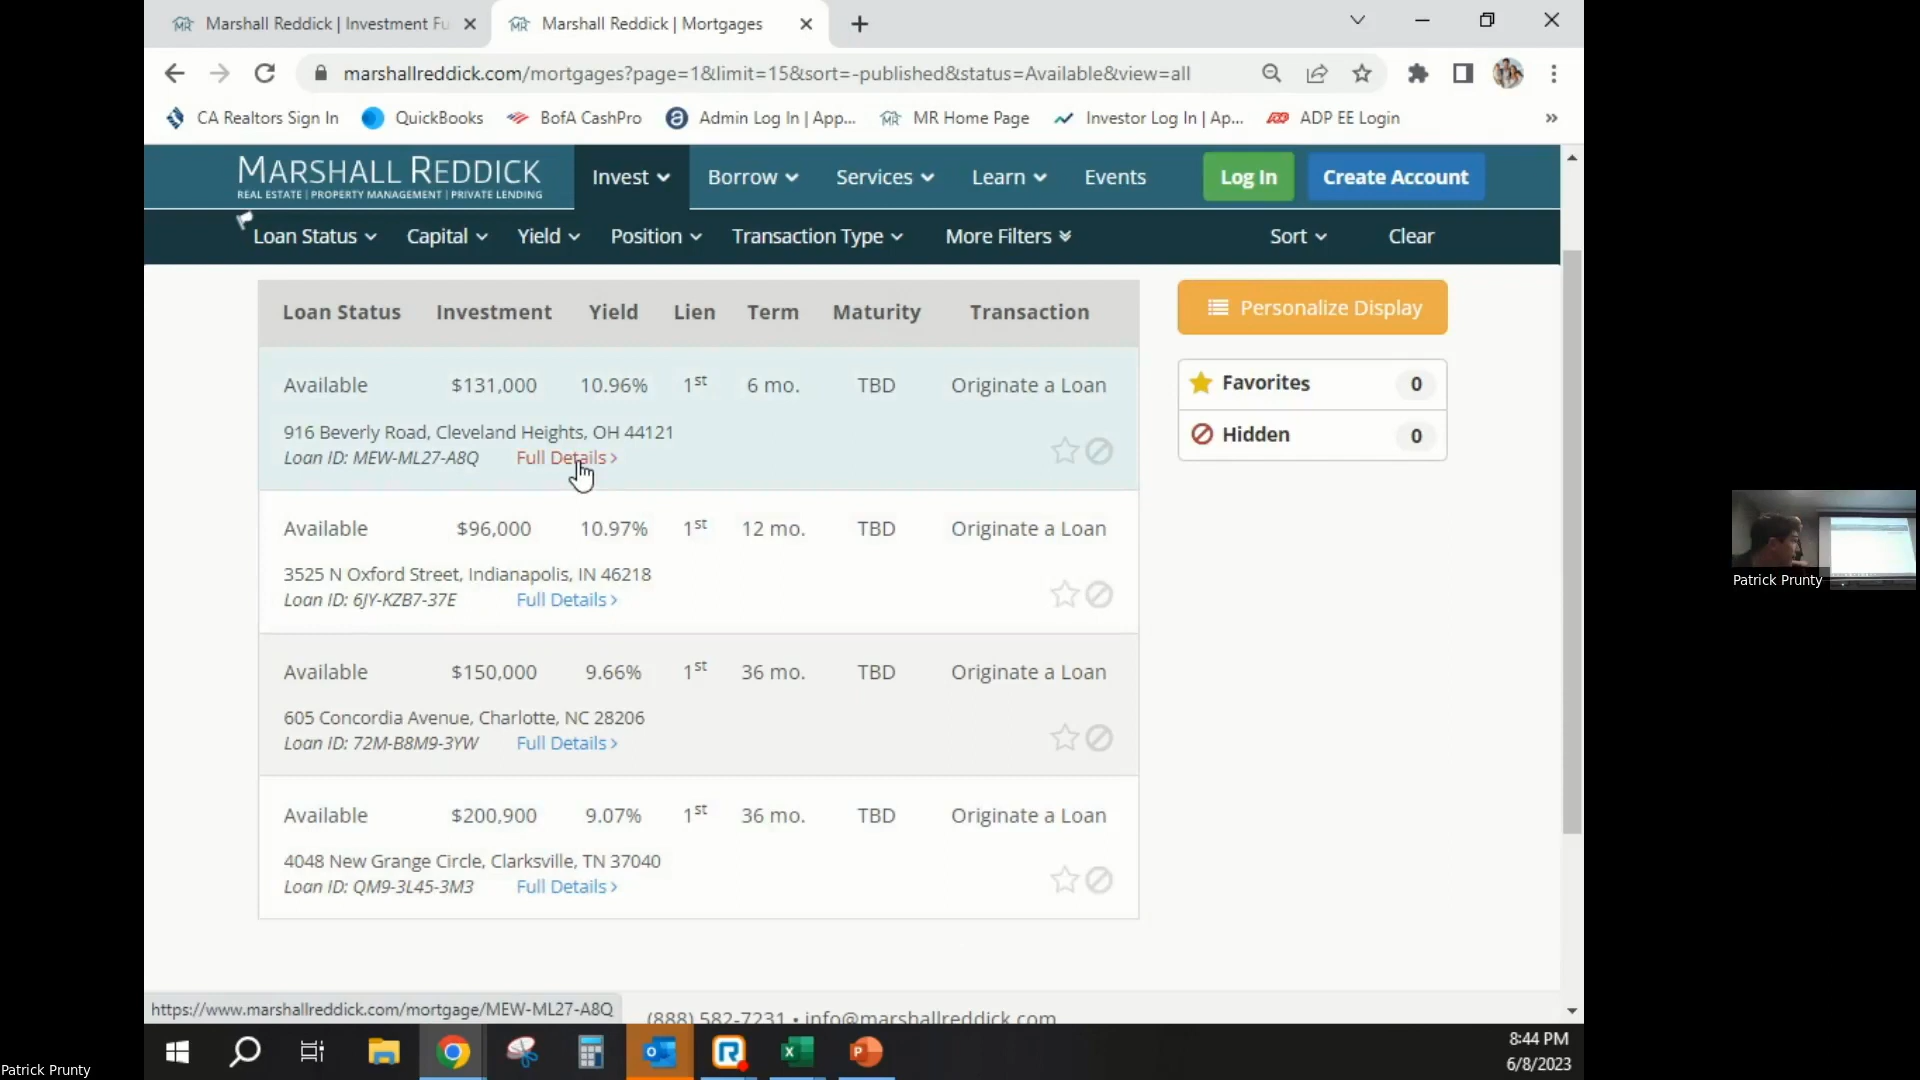 Marshall Reddick | Investment Fu
Marshall Reddick | Mortgages
marshallreddick.com/mortgages?page=1&limit=15&sort=-published&status=Available&view=all
CA Realtors Sign In
QuickBooks
BofA CashPro
Admin Log In | App...
MR Home Page
Investor Log In | Ap...
ADP EE Login
»
MARSHALL REDDICK
REAL ESTATE | PROPERTY MANAGEMENT | PRIVATE LENDING
Invest
Borrow
Services
Learn
Events
Log In
Create Account
Loan Status
Capital
Yield
Position
Transaction Type
More Filters
Sort
Clear
Loan Status Investment Yield Lien Term Maturity Transaction
Available $131,000 10.96% 1st 6 mo. TBD Originate a Loan
916 Beverly Road, Cleveland Heights, OH 44121
Loan ID: MEW-ML27-A8Q Full Details >
Available $96,000 10.97% 1st 12 mo. TBD Originate a Loan
3525 N Oxford Street, Indianapolis, IN 46218
Loan ID: 6JY-KZB7-37E Full Details >
Available $150,000 9.66% 1st 36 mo. TBD Originate a Loan
605 Concordia Avenue, Charlotte, NC 28206
Loan ID: 72M-B8M9-3YW Full Details >
Available $200,900 9.07% 1st 36 mo. TBD Originate a Loan
4048 New Grange Circle, Clarksville, TN 37040
Loan ID: QM9-3L45-3M3 Full Details >
Personalize Display
Favorites 0
Hidden 0
Patrick Prunty
https://www.marshallreddick.com/mortgage/MEW-ML27-A8Q
(888) 582-7231 • info@marshallreddick.com
8:44 PM
6/8/2023
Patrick Prunty